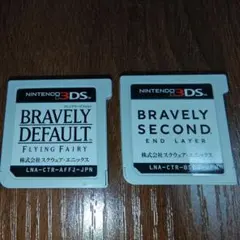 NINTENDO 3DS
BRAVELY
DEFAULT
FLYING FAIRY
株式会社スクウェア・エニックス
LNA-CTR-AFFJ-JPN
NINTENDO 3DS
BRAVELY
SECOND
END LAYER
株式会社スクウェア・エニックス